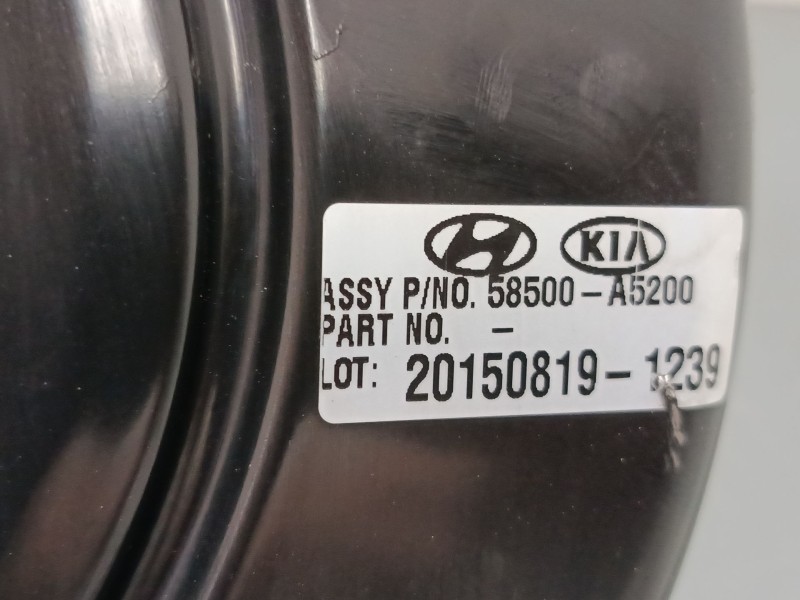 KIA
ASSY P/NO. 58500-A5200
PART NO. -
LOT: 20150819-1239